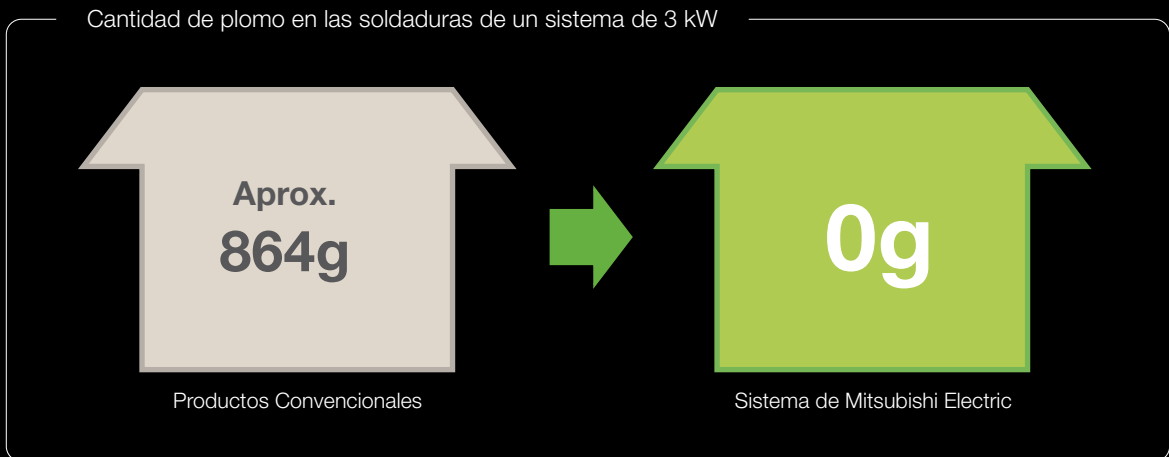 Cantidad de plomo en las soldaduras de un sistema de 3 kW
Aprox.
864g
0g
Productos Convencionales
Sistema de Mitsubishi Electric